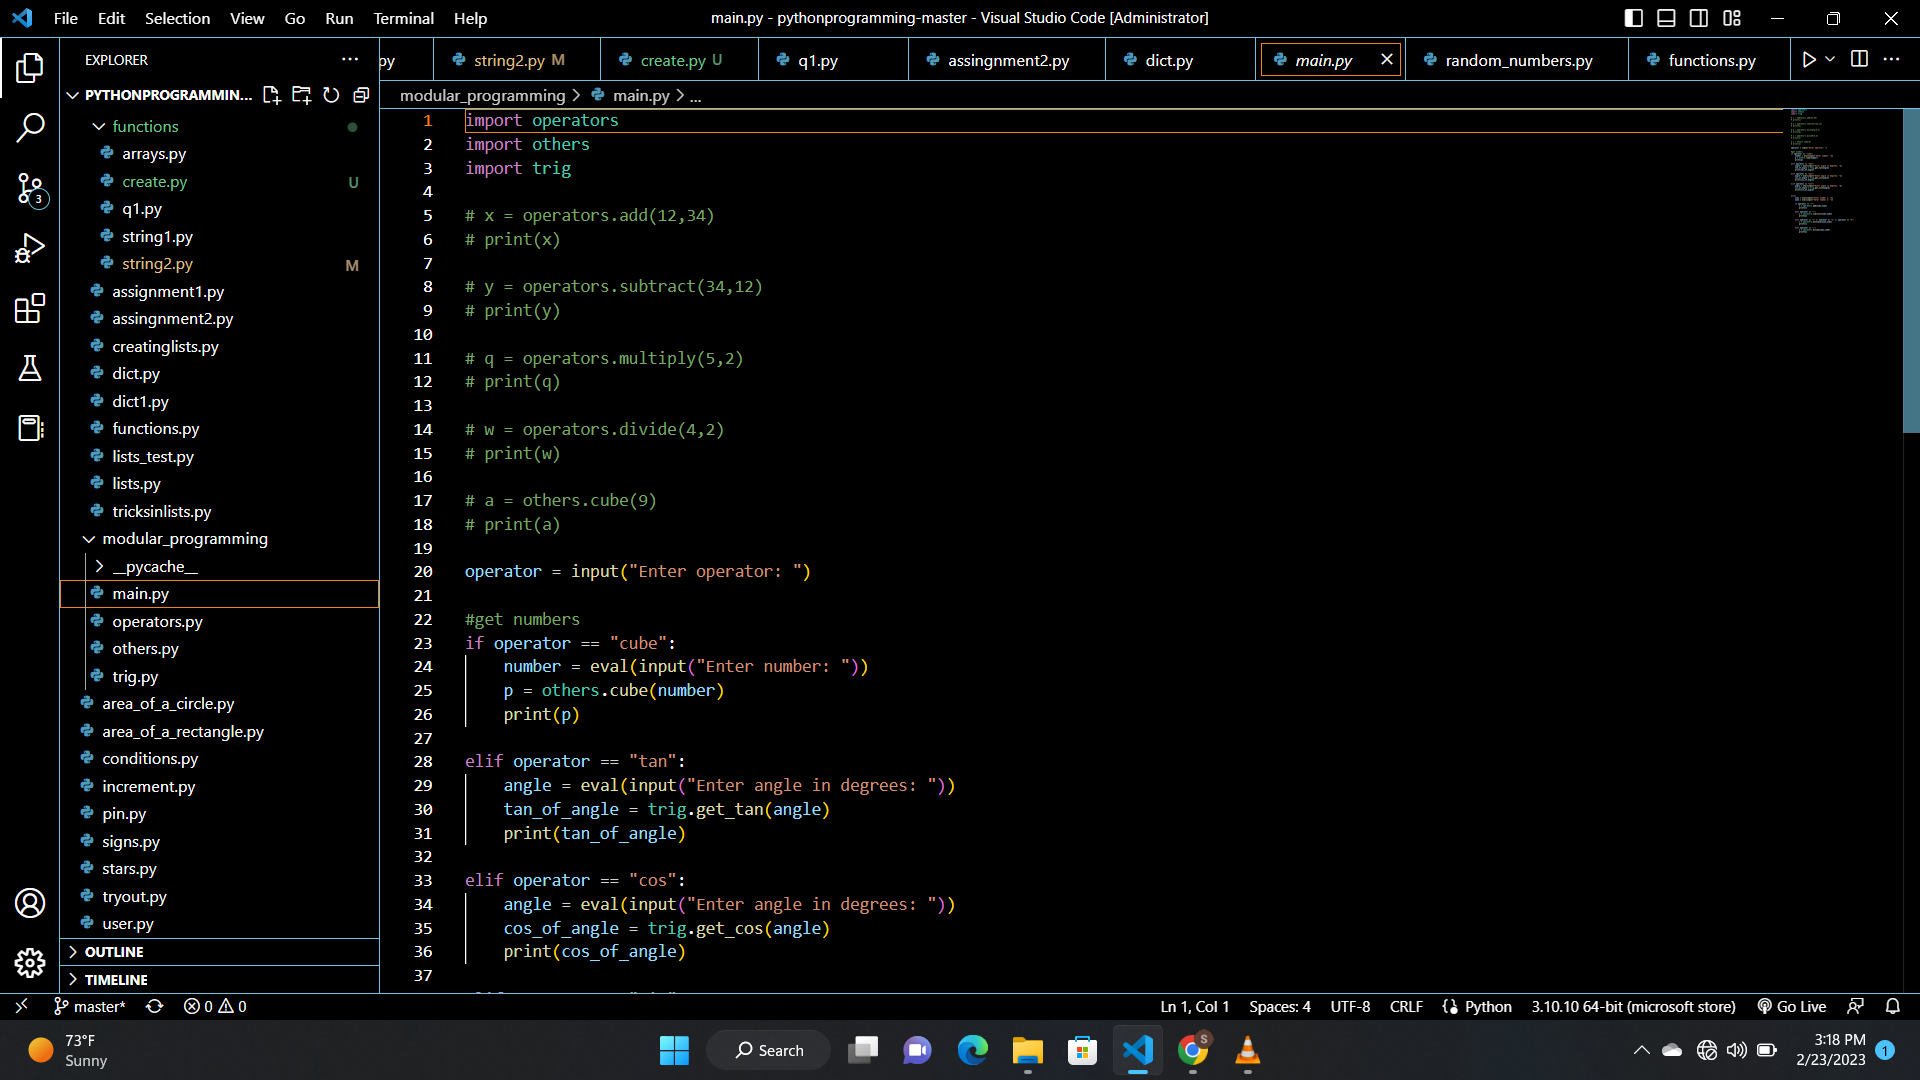 File Edit Selection View Go Run Terminal Help
main.py - pythonprogramming-master - Visual Studio Code [Administrator]
EXPLORER
py
string2.py M
create.py U
q1.py
assingnment2.py
dict.py
main.py
random_numbers.py
functions.py
PYTHONPROGRAMMIN...
functions
arrays.py
create.py U
q1.py
string1.py
string2.py M
assignment1.py
assingnment2.py
creatinglists.py
dict.py
dict1.py
functions.py
lists_test.py
lists.py
tricksinlists.py
modular_programming
__pycache__
main.py
operators.py
others.py
trig.py
area_of_a_circle.py
area_of_a_rectangle.py
conditions.py
increment.py
pin.py
signs.py
stars.py
tryout.py
user.py
OUTLINE
TIMELINE
3
modular_programming > main.py > ...
1 import operators
2 import others
3 import trig
4
5 # x = operators.add(12,34)
6 # print(x)
7
8 # y = operators.subtract(34,12)
9 # print(y)
10
11 # q = operators.multiply(5,2)
12 # print(q)
13
14 # w = operators.divide(4,2)
15 # print(w)
16
17 # a = others.cube(9)
18 # print(a)
19
20 operator = input("Enter operator: ")
21
22 #get numbers
23 if operator == "cube":
24 number = eval(input("Enter number: "))
25 p = others.cube(number)
26 print(p)
27
28 elif operator == "tan":
29 angle = eval(input("Enter angle in degrees: "))
30 tan_of_angle = trig.get_tan(angle)
31 print(tan_of_angle)
32
33 elif operator == "cos":
34 angle = eval(input("Enter angle in degrees: "))
35 cos_of_angle = trig.get_cos(angle)
36 print(cos_of_angle)
37
master* 0 0
Ln 1, Col 1 Spaces: 4 UTF-8 CRLF Python 3.10.10 64-bit (microsoft store) Go Live
73°F
Sunny
Search
S
3:18 PM
2/23/2023
1